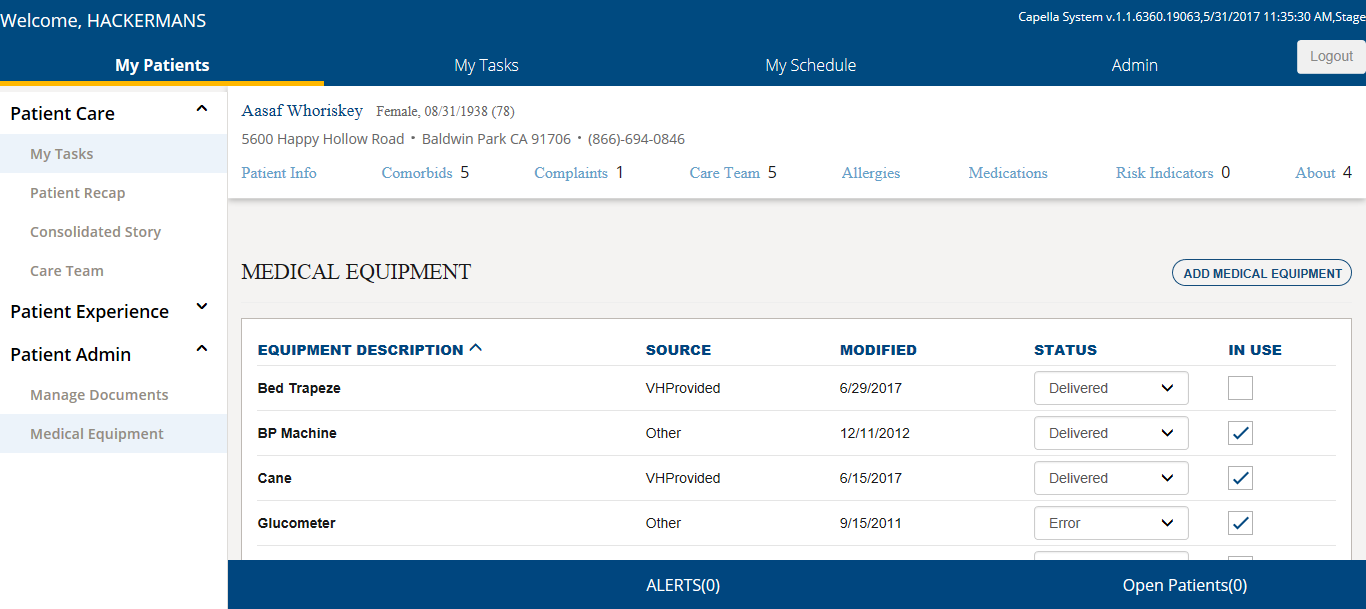 Welcome, HACKERMANS
Capella System v.1.1.6360.19063,5/31/2017 11:35:30 AM,Stage
My Patients My Tasks My Schedule Admin Logout
Patient Care
My Tasks
Patient Recap
Consolidated Story
Care Team
Patient Experience
Patient Admin
Manage Documents
Medical Equipment
Aasaf Whoriskey Female, 08/31/1938 (78)
5600 Happy Hollow Road • Baldwin Park CA 91706 • (866)-694-0846
Patient Info Comorbids 5 Complaints 1 Care Team 5 Allergies Medications Risk Indicators 0 About 4
MEDICAL EQUIPMENT ADD MEDICAL EQUIPMENT
EQUIPMENT DESCRIPTION SOURCE MODIFIED STATUS IN USE
Bed Trapeze VHProvided 6/29/2017 Delivered
BP Machine Other 12/11/2012 Delivered
Cane VHProvided 6/15/2017 Delivered
Glucometer Other 9/15/2011 Error
ALERTS(0) Open Patients(0)